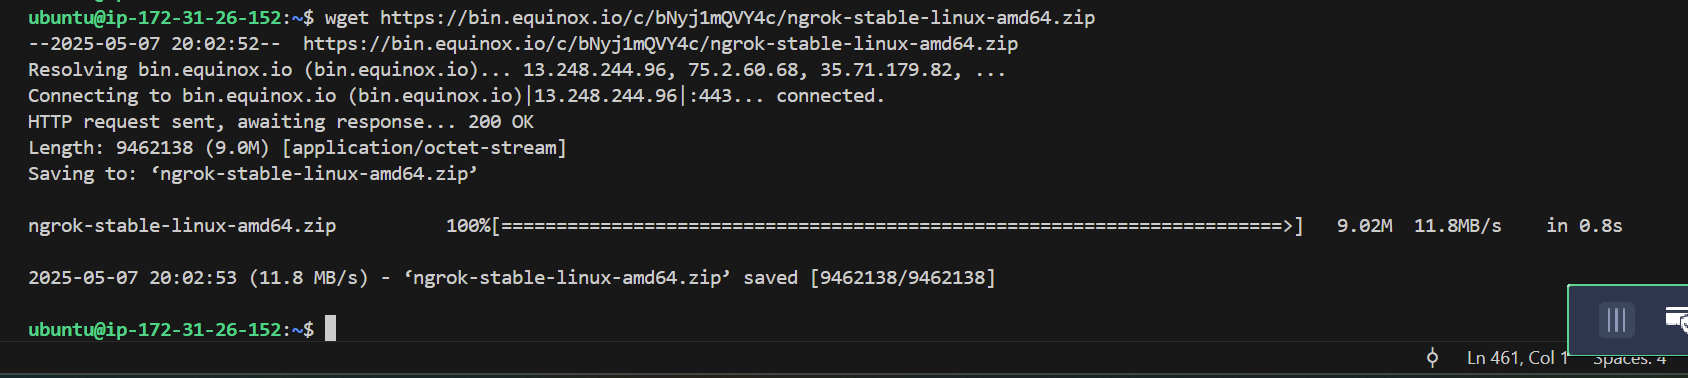 ubuntu@ip-172-31-26-152:~$ wget https://bin.equinox.io/c/bNyj1mQVY4c/ngrok-stable-linux-amd64.zip
--2025-05-07 20:02:52--  https://bin.equinox.io/c/bNyj1mQVY4c/ngrok-stable-linux-amd64.zip
Resolving bin.equinox.io (bin.equinox.io)... 13.248.244.96, 75.2.60.68, 35.71.179.82, ...
Connecting to bin.equinox.io (bin.equinox.io)|13.248.244.96|:443... connected.
HTTP request sent, awaiting response... 200 OK
Length: 9462138 (9.0M) [application/octet-stream]
Saving to: ‘ngrok-stable-linux-amd64.zip’
ngrok-stable-linux-amd64.zip          100%[=======================================================================>]   9.02M  11.8MB/s    in 0.8s
2025-05-07 20:02:53 (11.8 MB/s) - ‘ngrok-stable-linux-amd64.zip’ saved [9462138/9462138]
ubuntu@ip-172-31-26-152:~$
Ln 461, Col 1 Spaces: 4